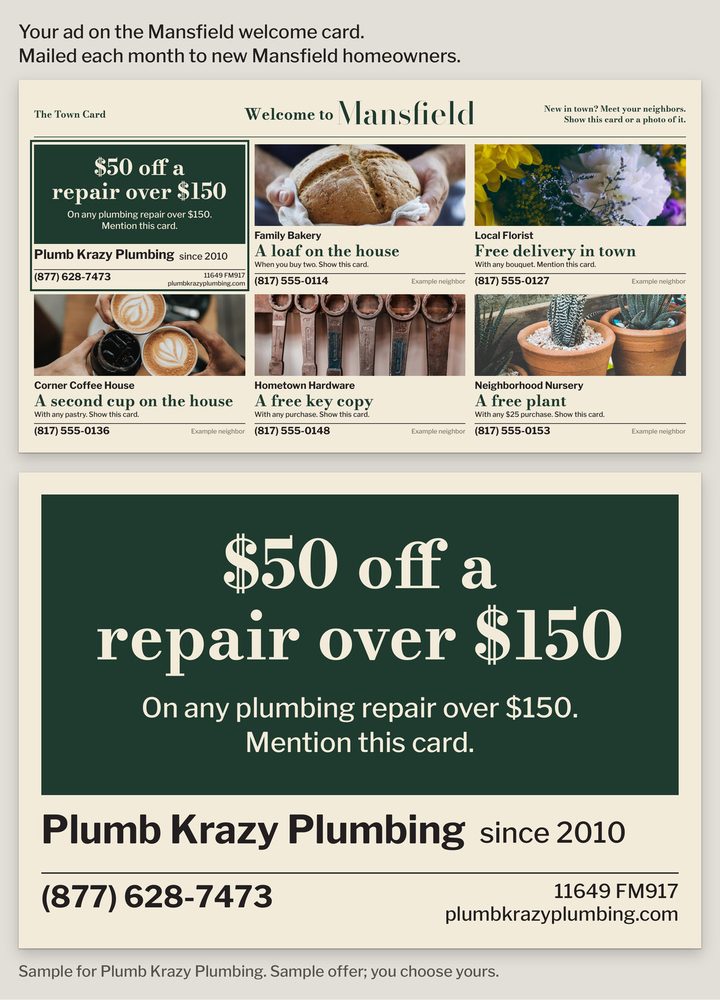 Your ad on the Mansfield welcome card.
Mailed each month to new Mansfield homeowners.
The Town Card
Welcome to Mansfield
New in town? Meet your neighbors.
Show this card or a photo of it.
$50 off a
repair over $150
On any plumbing repair over $150.
Mention this card.
Plumb Krazy Plumbing since 2010
(877) 628-7473
11649 FM917
plumbkrazyplumbing.com
Family Bakery
A loaf on the house
When you buy two. Show this card.
(817) 555-0114
Example neighbor
Local Florist
Free delivery in town
With any bouquet. Mention this card.
(817) 555-0127
Example neighbor
Corner Coffee House
A second cup on the house
With any pastry. Show this card.
(817) 555-0136
Example neighbor
Hometown Hardware
A free key copy
With any purchase. Show this card.
(817) 555-0148
Example neighbor
Neighborhood Nursery
A free plant
With any $25 purchase. Show this card.
(817) 555-0153
Example neighbor
$50 off a
repair over $150
On any plumbing repair over $150.
Mention this card.
Plumb Krazy Plumbing since 2010
(877) 628-7473
11649 FM917
plumbkrazyplumbing.com
Sample for Plumb Krazy Plumbing. Sample offer; you choose yours.